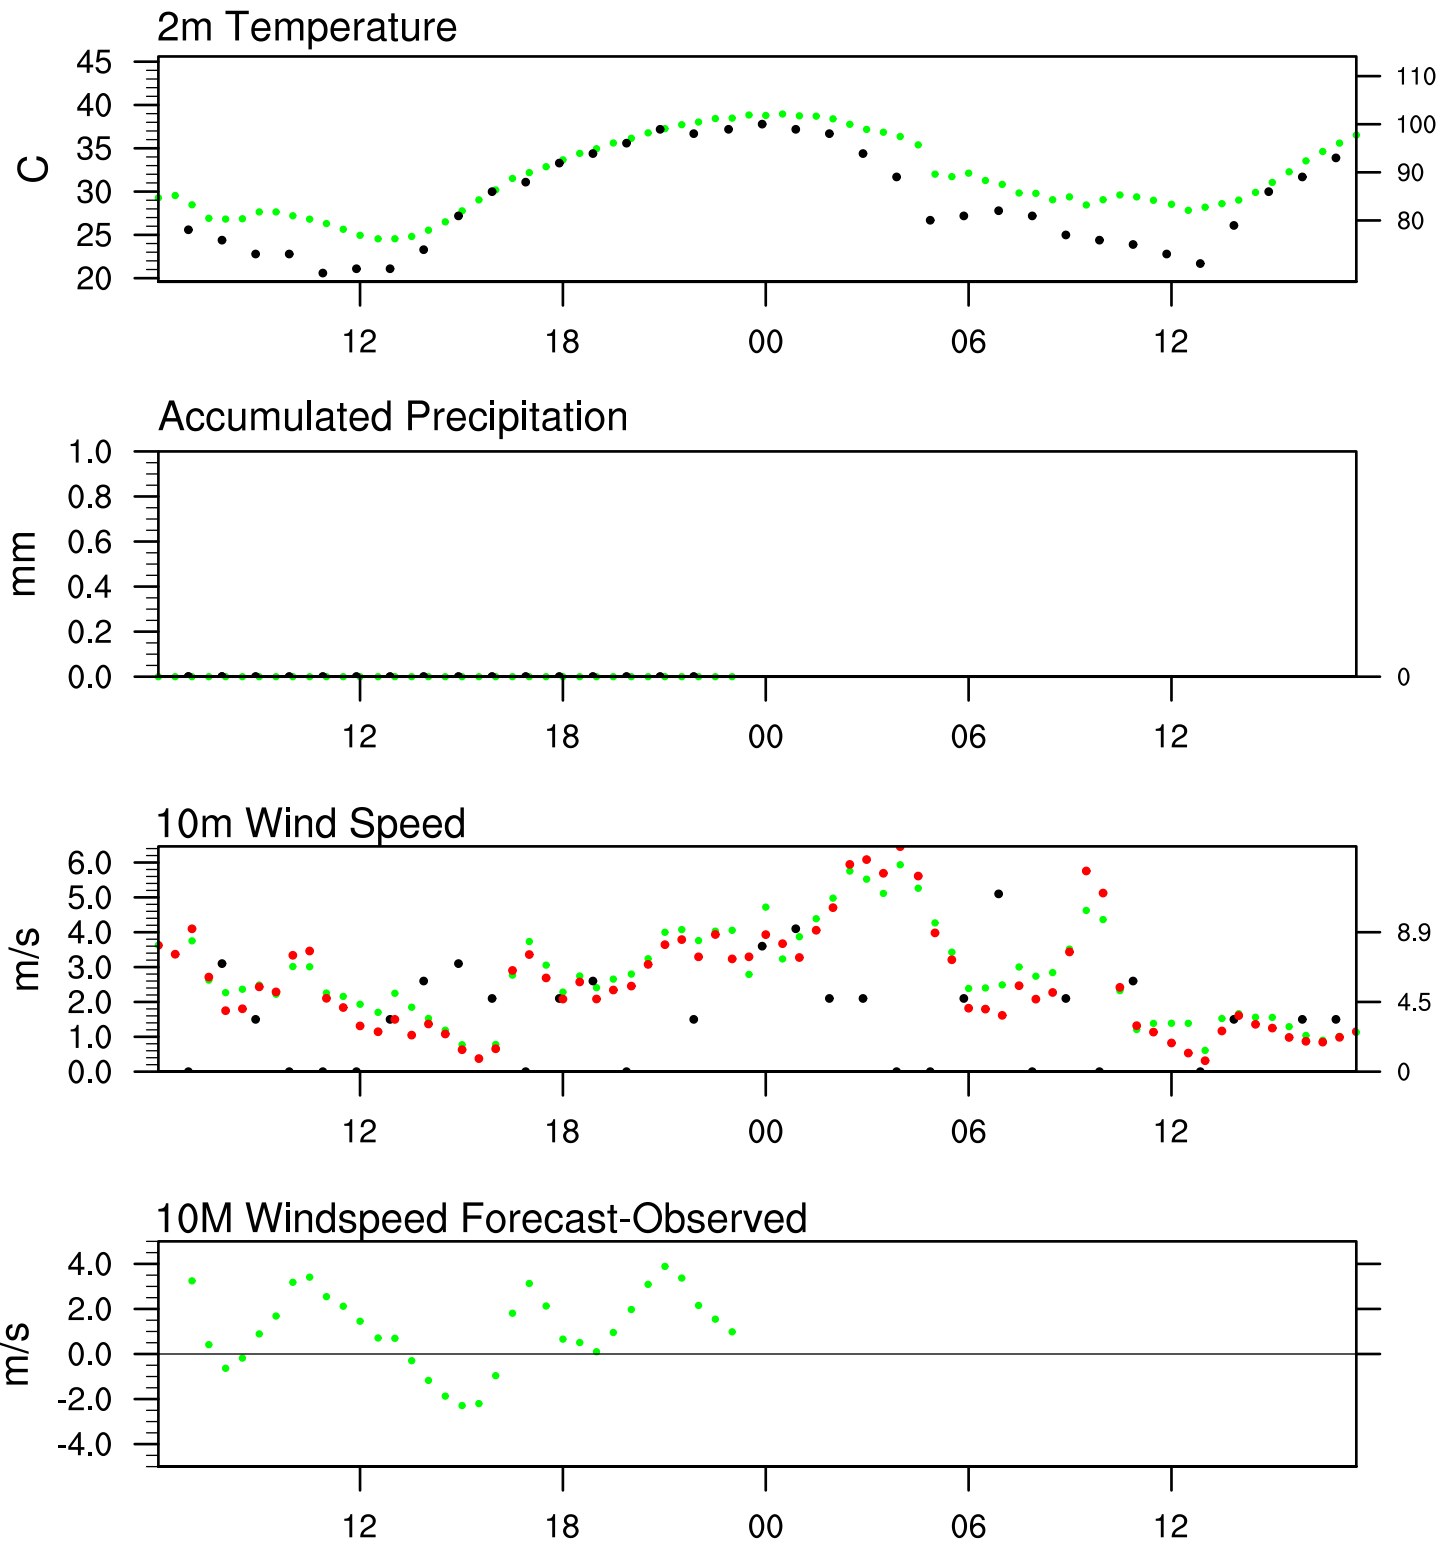 2m Temperature
45
40
35
30
25
20
C
110
100
90
80
12 18 00 06 12
Accumulated Precipitation
1.0
0.8
0.6
0.4
0.2
0.0
mm
0
12 18 00 06 12
10m Wind Speed
6.0
5.0
4.0
3.0
2.0
1.0
0.0
m/s
8.9
4.5
0
12 18 00 06 12
10M Windspeed Forecast-Observed
4.0
2.0
0.0
-2.0
-4.0
m/s
12 18 00 06 12